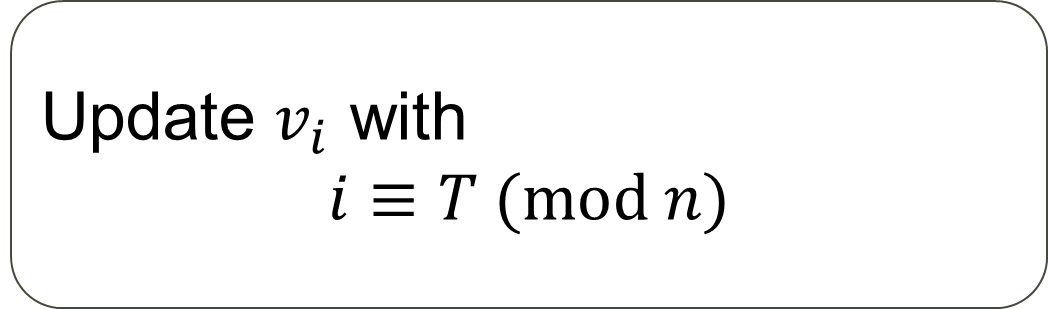 Update 𝑣ᵢ with
𝑖 ≡ 𝑇 (mod 𝑛)